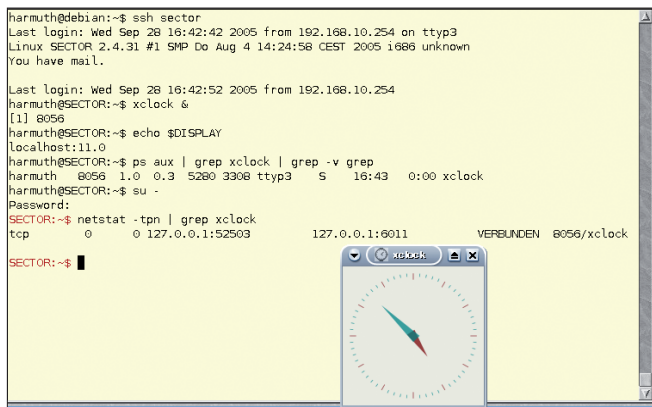 harmuth@debian:~$ ssh sector
Last login: Wed Sep 28 16:42:42 2005 from 192.168.10.254 on ttyp3
Linux SECTOR 2.4.31 #1 SMP Do Aug 4 14:24:58 CEST 2005 i686 unknown
You have mail.
Last login: Wed Sep 28 16:42:52 2005 from 192.168.10.254
harmuth@SECTOR:~$ xclock &
[1] 8056
harmuth@SECTOR:~$ echo $DISPLAY
localhost:11.0
harmuth@SECTOR:~$ ps aux | grep xclock | grep -v grep
harmuth 8056 1.0 0.3 5280 3308 ttyp3 S 16:43 0:00 xclock
harmuth@SECTOR:~$ su -
Password:
SECTOR:~$ netstat -tpn | grep xclock
tcp 0 0 127.0.0.1:52503 127.0.0.1:6011 VERBUNDEN 8056/xclock
SECTOR:~$
xclock